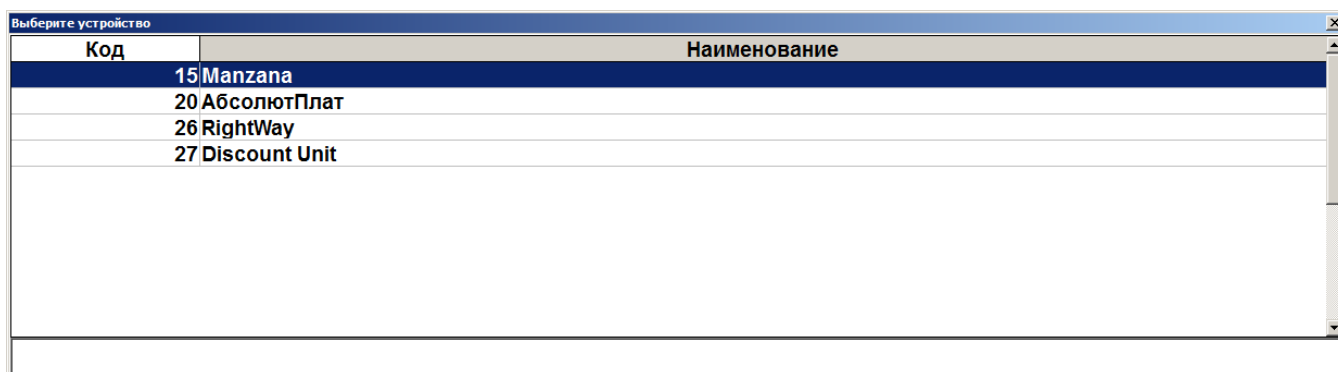 Выберите устройство
Код Наименование
15 Manzana
20 АбсолютПлат
26 RightWay
27 Discount Unit